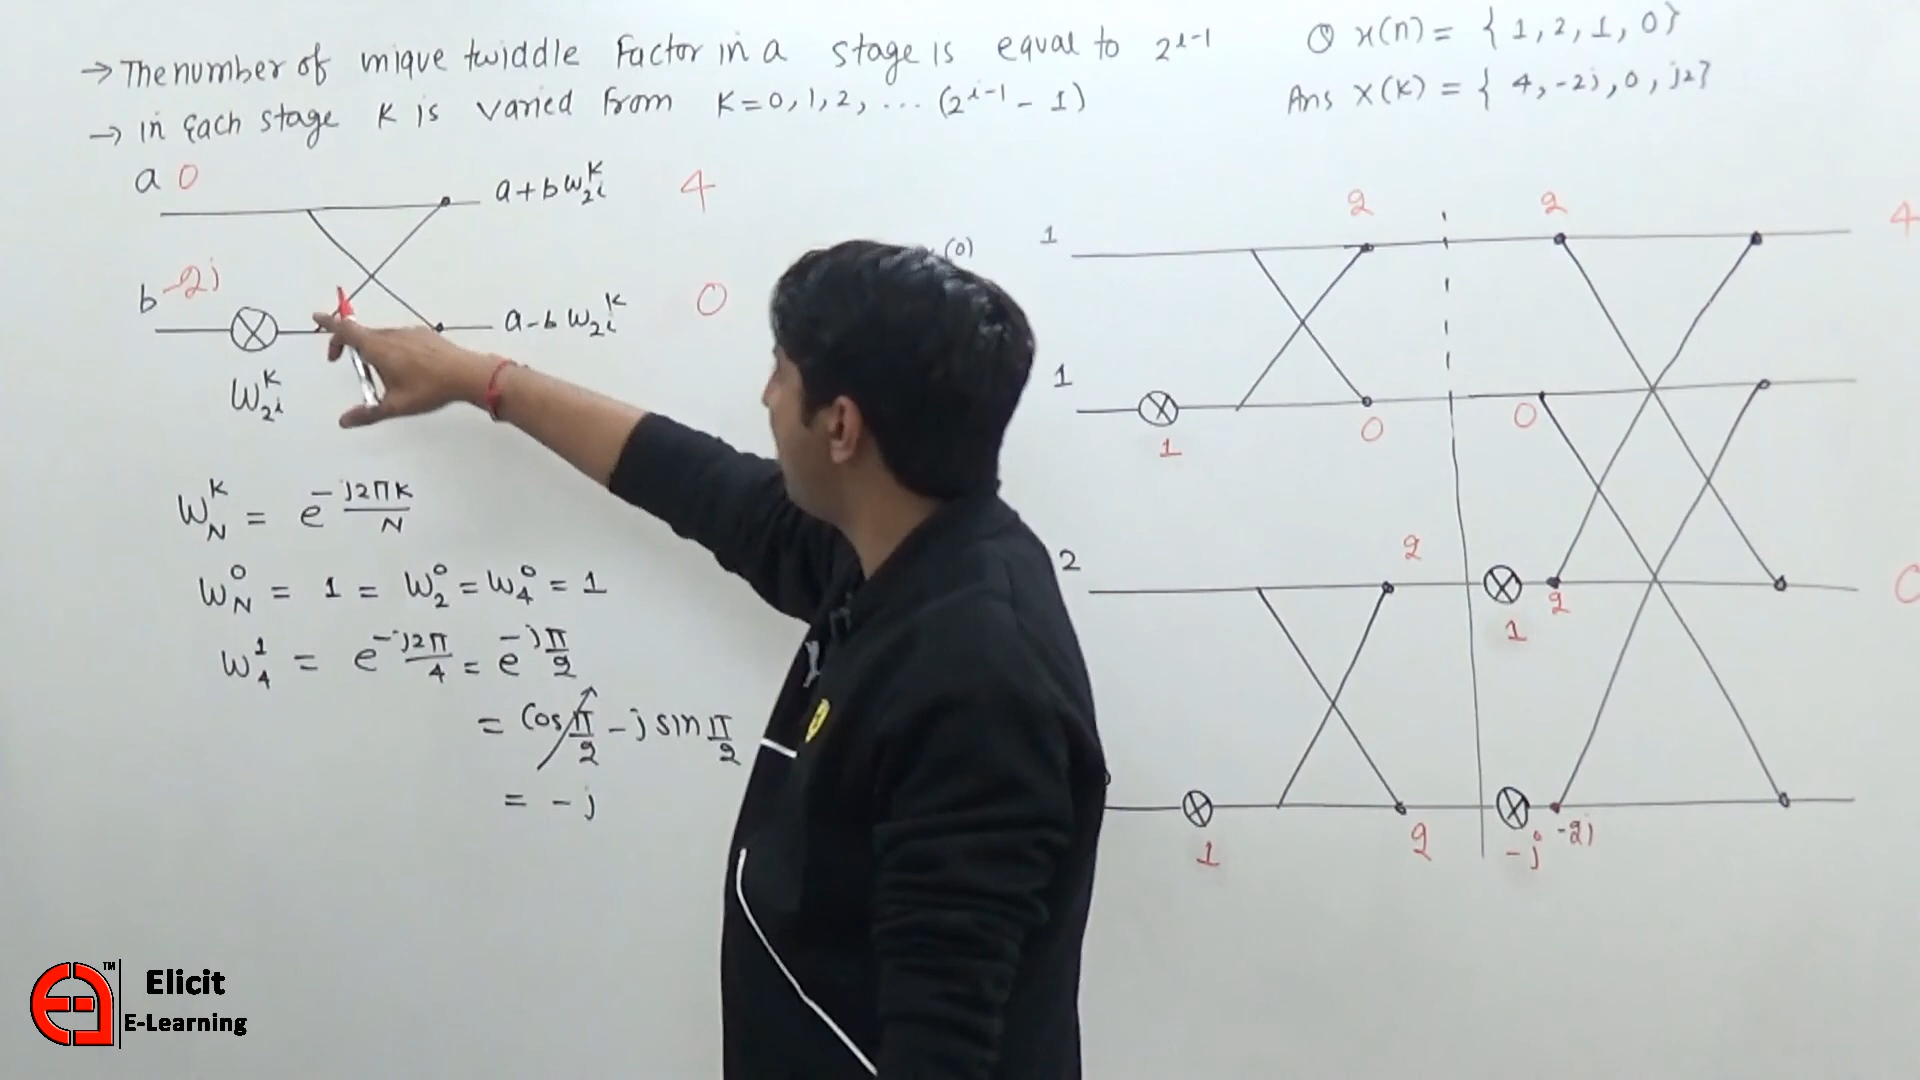 → The number of unique twiddle Factor in a stage is equal to 2^{i-1}
→ in Each stage K is varied from K=0,1,2, ... (2^{i-1} - 1)
Q x(n) = { 1, 2, 1, 0}
Ans X(K) = { 4, -2j, 0, j2}
a 0
a+bW_{2^i}^K
4
b -2j
a-bW_{2^i}^K
0
W_{2^i}^K
W_N^K = e^{-j2πK/N}
W_N^0 = 1 = W_2^0 = W_4^0 = 1
W_4^1 = e^{-j2π/4} = e^{-jπ/2}
= Cos π/2 - j sin π/2
= -j
(0)
1 2 2 4
1 1 0 0
2 2 1 2
1 2 -j -2j
TM
Elicit
E-Learning